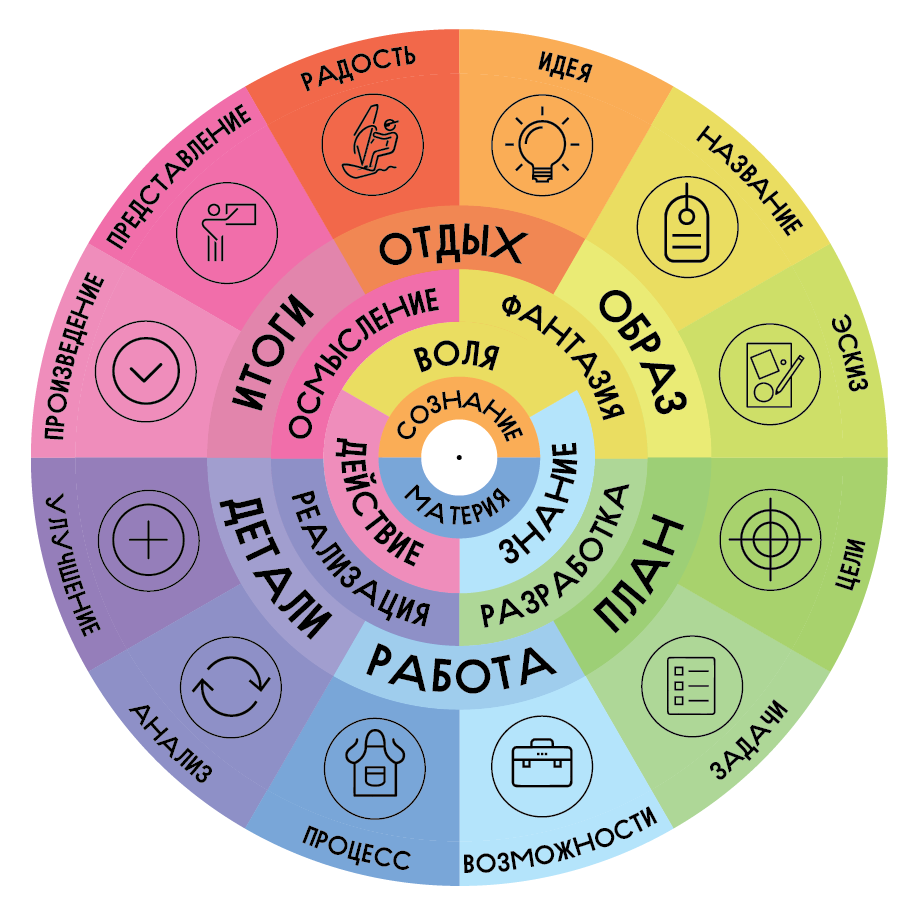 ИДЕЯ
НАЗВАНИЕ
ЭСКИЗ
ЦЕЛИ
ЗАДАЧИ
ВОЗМОЖНОСТИ
ПРОЦЕСС
АНАЛИЗ
УЛУЧШЕНИЕ
ПРОИЗВЕДЕНИЕ
ПРЕДСТАВЛЕНИЕ
РАДОСТЬ
ОТДЫХ
ОБРАЗ
ПЛАН
РАБОТА
ДЕТАЛИ
ИТОГИ
ФАНТАЗИЯ
РАЗРАБОТКА
РЕАЛИЗАЦИЯ
ОСМЫСЛЕНИЕ
ВОЛЯ
ЗНАНИЕ
ДЕЙСТВИЕ
СОЗНАНИЕ
МАТЕРИЯ